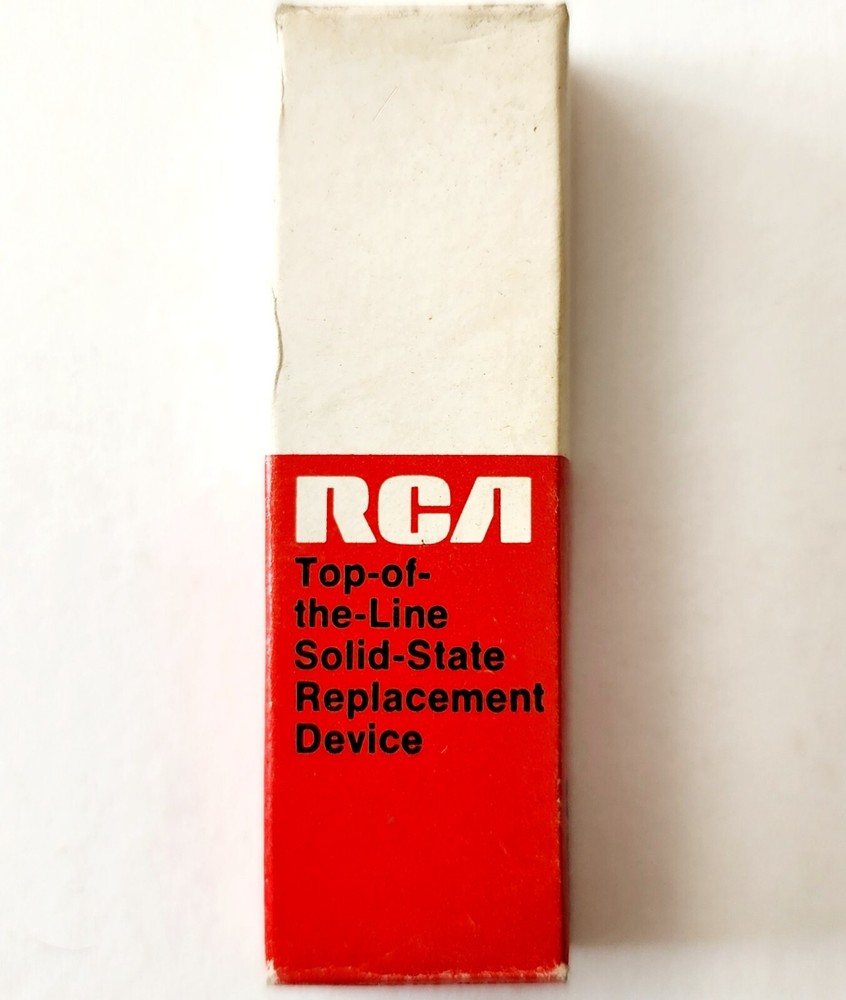 RCA
Top-of-
the-Line
Solid-State
Replacement
Device